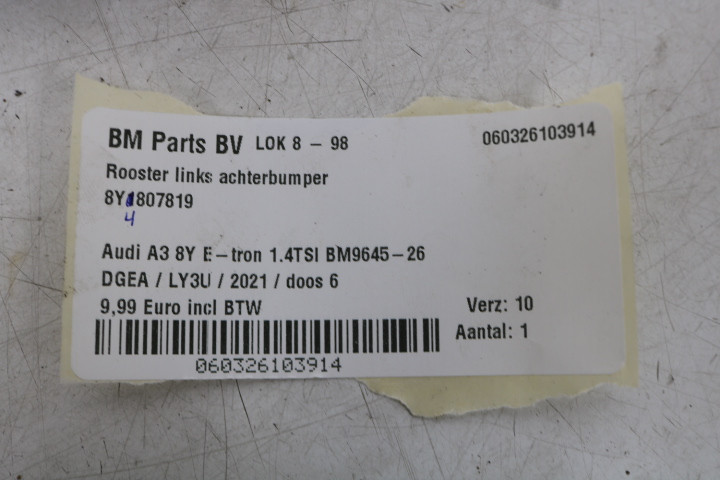 BM Parts BV LOK 8 - 98 060326103914
Rooster links achterbumper
8Y1807819
4
Audi A3 8Y E-tron 1.4TSI BM9645-26
DGEA / LY3U / 2021 / doos 6
9,99 Euro incl BTW Verz: 10
Aantal: 1
060326103914